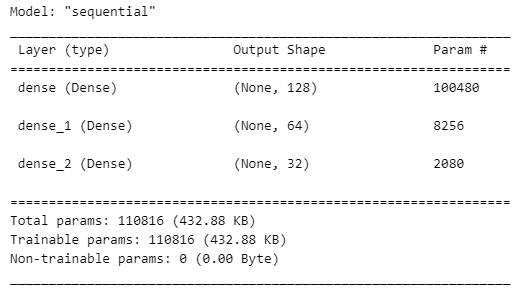 Model: "sequential"
_________________________________________________________________
Layer (type) Output Shape Param #
=================================================================
dense (Dense) (None, 128) 100480
dense_1 (Dense) (None, 64) 8256
dense_2 (Dense) (None, 32) 2080
=================================================================
Total params: 110816 (432.88 KB)
Trainable params: 110816 (432.88 KB)
Non-trainable params: 0 (0.00 Byte)
_________________________________________________________________